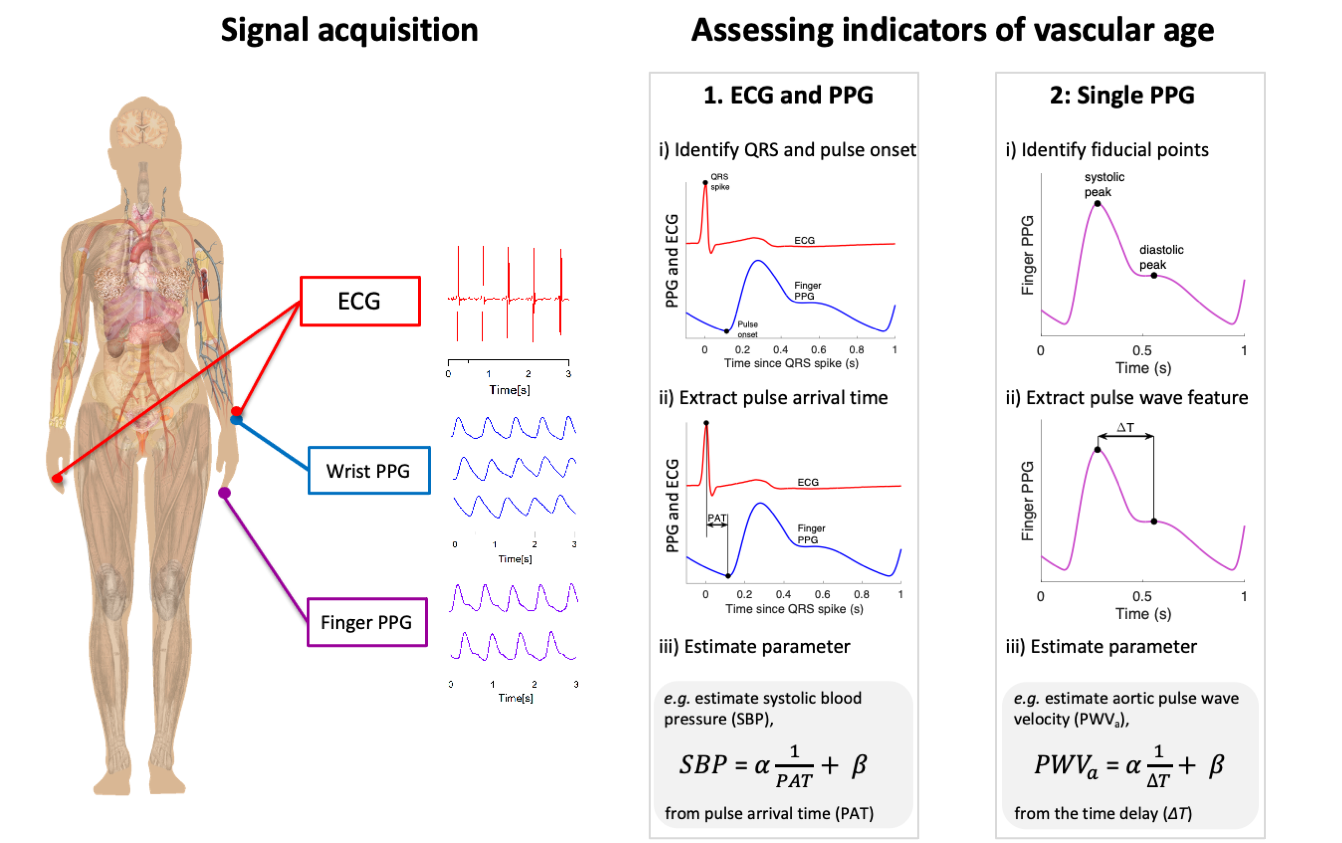 Signal acquisition
Assessing indicators of vascular age
ECG
0 1 2 3
Time[s]
Wrist PPG
0 1 2 3
Time[s]
Finger PPG
0 1 2 3
Time[s]
1. ECG and PPG
i) Identify QRS and pulse onset
QRS
spike
ECG
PPG and ECG
Finger
PPG
Pulse
onset
0 0.2 0.4 0.6 0.8 1
Time since QRS spike (s)
ii) Extract pulse arrival time
ECG
PPG and ECG
PAT
Finger
PPG
0 0.2 0.4 0.6 0.8 1
Time since QRS spike (s)
iii) Estimate parameter
e.g. estimate systolic blood
pressure (SBP),
SBP = α 1/PAT + β
from pulse arrival time (PAT)
2: Single PPG
i) Identify fiducial points
systolic
peak
diastolic
peak
Finger PPG
0 0.5 1
Time (s)
ii) Extract pulse wave feature
ΔT
Finger PPG
0 0.5 1
Time (s)
iii) Estimate parameter
e.g. estimate aortic pulse wave
velocity (PWVa),
PWVa = α 1/ΔT + β
from the time delay (ΔT)